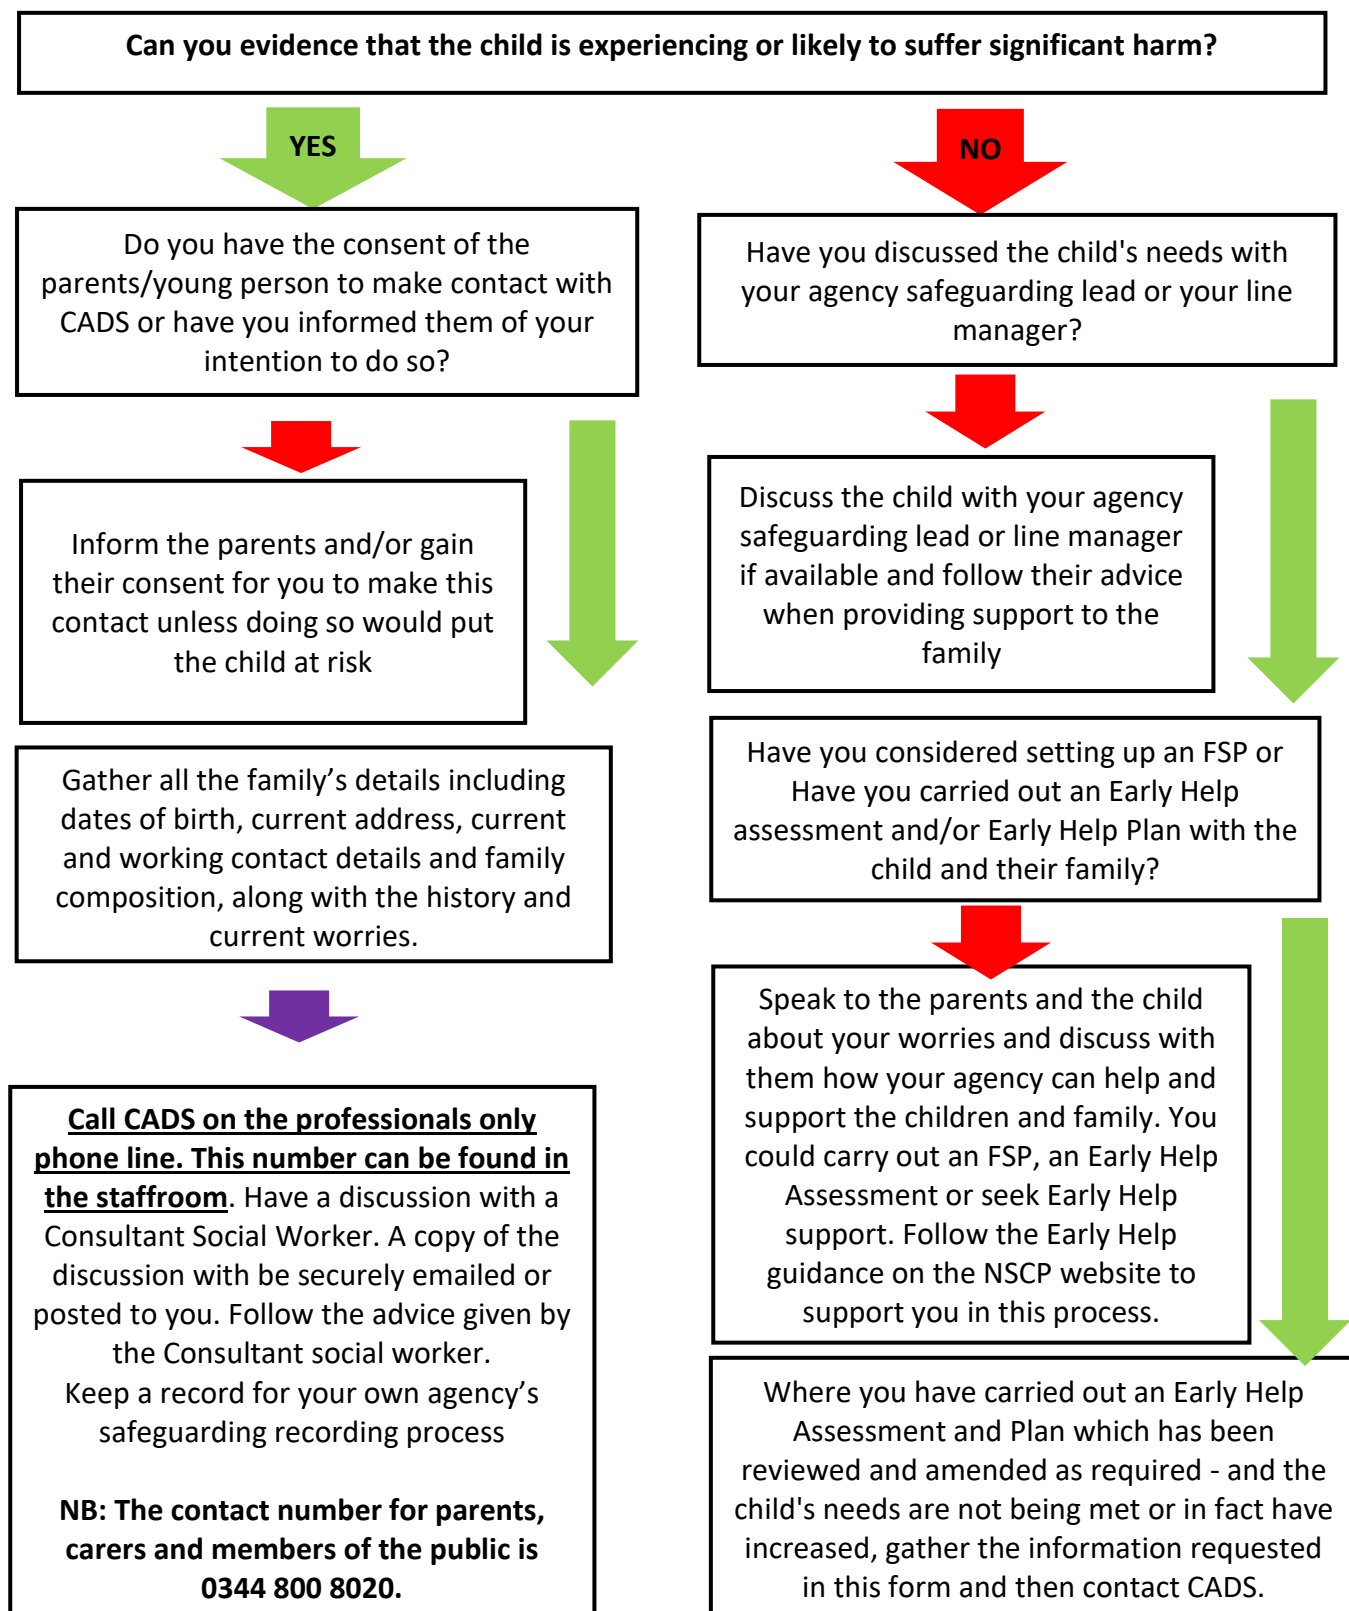 Can you evidence that the child is experiencing or likely to suffer significant harm?
YES
NO
Do you have the consent of the
parents/young person to make contact with
CADS or have you informed them of your
intention to do so?
Have you discussed the child's needs with
your agency safeguarding lead or your line
manager?
Inform the parents and/or gain
their consent for you to make this
contact unless doing so would put
the child at risk
Discuss the child with your agency
safeguarding lead or line manager
if available and follow their advice
when providing support to the
family
Gather all the family’s details including
dates of birth, current address, current
and working contact details and family
composition, along with the history and
current worries.
Have you considered setting up an FSP or
Have you carried out an Early Help
assessment and/or Early Help Plan with the
child and their family?
Call CADS on the professionals only
phone line. This number can be found in
the staffroom. Have a discussion with a
Consultant Social Worker. A copy of the
discussion with be securely emailed or
posted to you. Follow the advice given by
the Consultant social worker.
Keep a record for your own agency’s
safeguarding recording process
NB: The contact number for parents,
carers and members of the public is
0344 800 8020.
Speak to the parents and the child
about your worries and discuss with
them how your agency can help and
support the children and family. You
could carry out an FSP, an Early Help
Assessment or seek Early Help
support. Follow the Early Help
guidance on the NSCP website to
support you in this process.
Where you have carried out an Early Help
Assessment and Plan which has been
reviewed and amended as required - and the
child's needs are not being met or in fact have
increased, gather the information requested
in this form and then contact CADS.